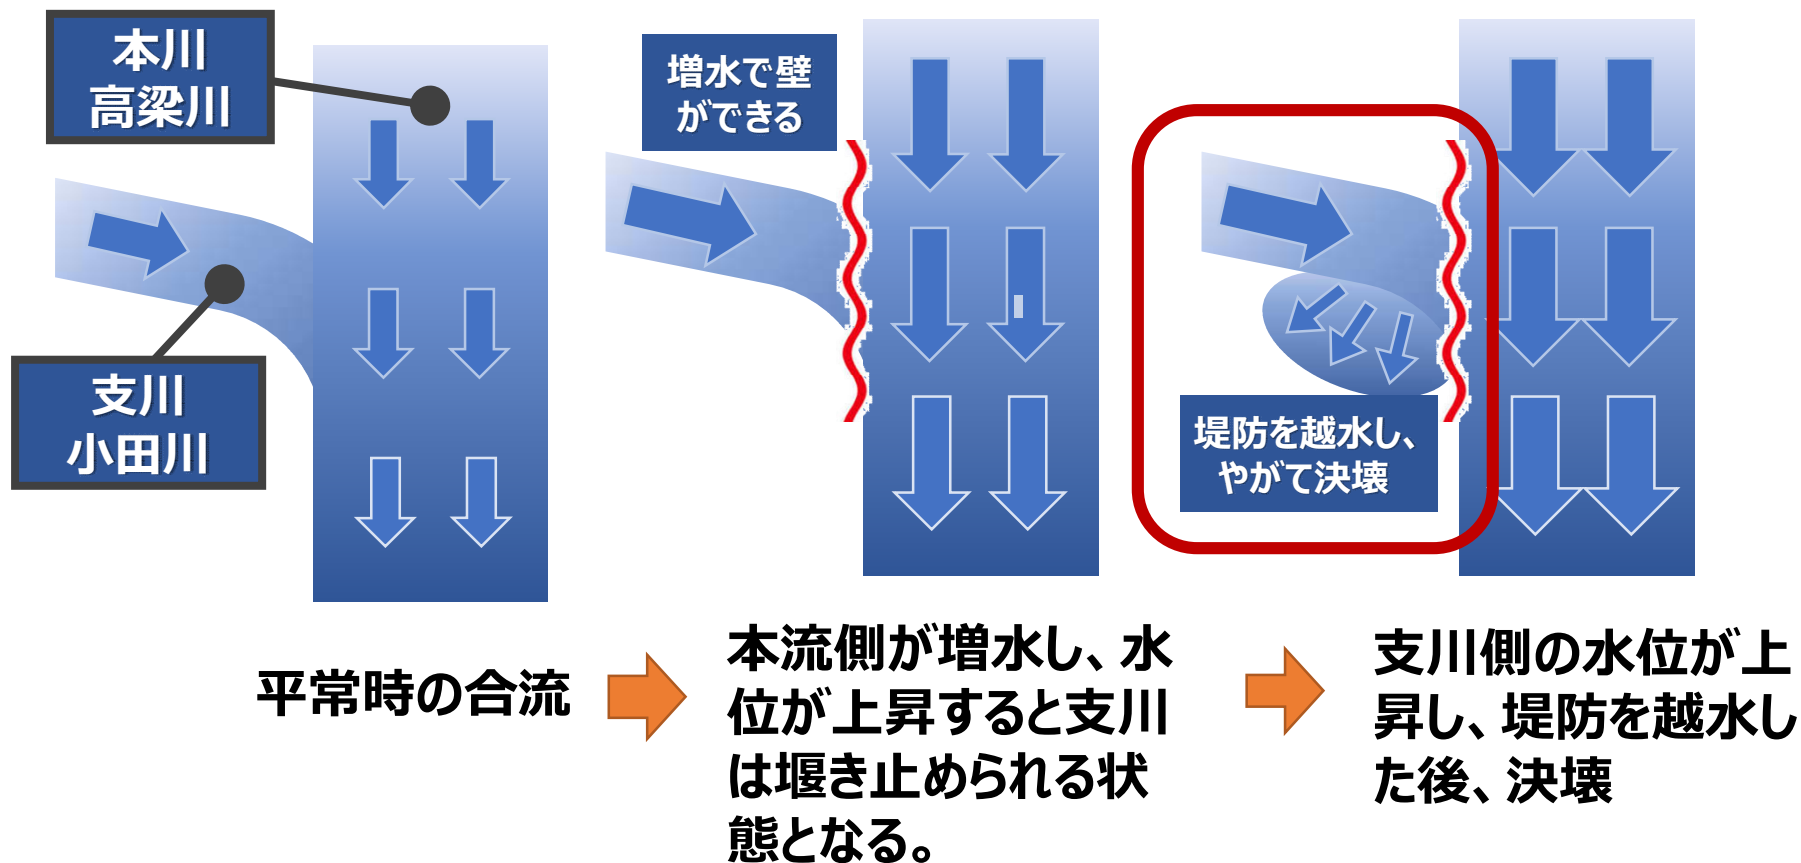 本川
高梁川
支川
小田川
増水で壁
ができる
堤防を越水し、
やがて決壊
平常時の合流
本流側が増水し、水
位が上昇すると支川
は堰き止められる状
態となる。
支川側の水位が上
昇し、堤防を越水し
た後、決壊